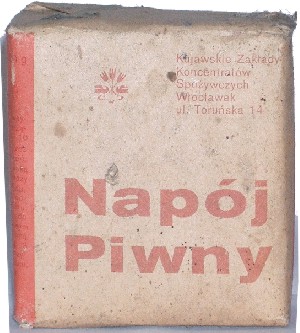 Kujawskie Zakłady
Koncentratów
Spożywczych
Włocławek
ul. Toruńska 14
Napój
Piwny